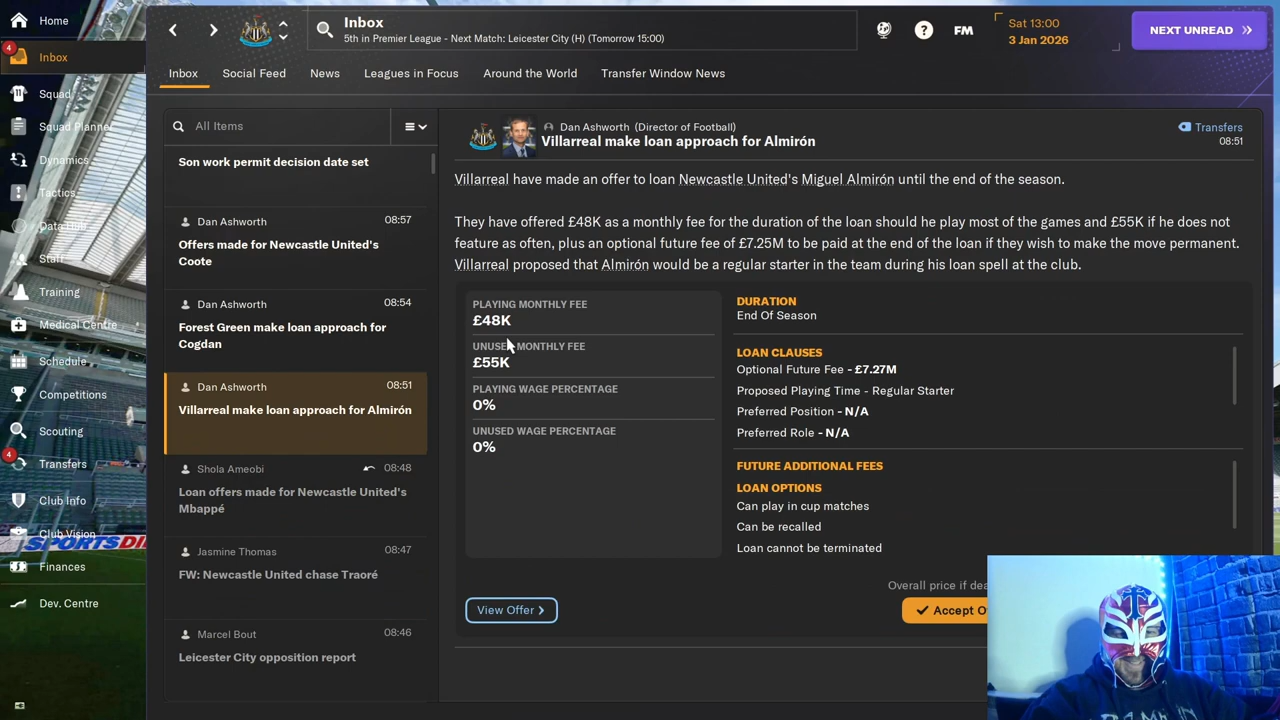 Home
4
Inbox
Squad
Squad Planner
Dynamics
Tactics
Data Hub
Staff
Training
Medical Centre
Schedule
Competitions
Scouting
4
Transfers
Club Info
Club Vision
SPORTS DI
Finances
Dev. Centre
Inbox
5th in Premier League - Next Match: Leicester City (H) (Tomorrow 15:00)
?
FM
Sat 13:00
3 Jan 2026
NEXT UNREAD
Inbox
Social Feed
News
Leagues in Focus
Around the World
Transfer Window News
All Items
Son work permit decision date set
Dan Ashworth 08:57
Offers made for Newcastle United's
Coote
Dan Ashworth 08:54
Forest Green make loan approach for
Cogdan
Dan Ashworth 08:51
Villarreal make loan approach for Almirón
Shola Ameobi 08:48
Loan offers made for Newcastle United's
Mbappé
Jasmine Thomas 08:47
FW: Newcastle United chase Traoré
Marcel Bout 08:46
Leicester City opposition report
Dan Ashworth (Director of Football)
Villarreal make loan approach for Almirón
Transfers
08:51
Villarreal have made an offer to loan Newcastle United's Miguel Almirón until the end of the season.
They have offered £48K as a monthly fee for the duration of the loan should he play most of the games and £55K if he does not
feature as often, plus an optional future fee of £7.25M to be paid at the end of the loan if they wish to make the move permanent.
Villarreal proposed that Almirón would be a regular starter in the team during his loan spell at the club.
PLAYING MONTHLY FEE
£48K
UNUSED MONTHLY FEE
£55K
PLAYING WAGE PERCENTAGE
0%
UNUSED WAGE PERCENTAGE
0%
DURATION
End Of Season
LOAN CLAUSES
Optional Future Fee - £7.27M
Proposed Playing Time - Regular Starter
Preferred Position - N/A
Preferred Role - N/A
FUTURE ADDITIONAL FEES
LOAN OPTIONS
Can play in cup matches
Can be recalled
Loan cannot be terminated
Overall price if dea
View Offer
Accept O